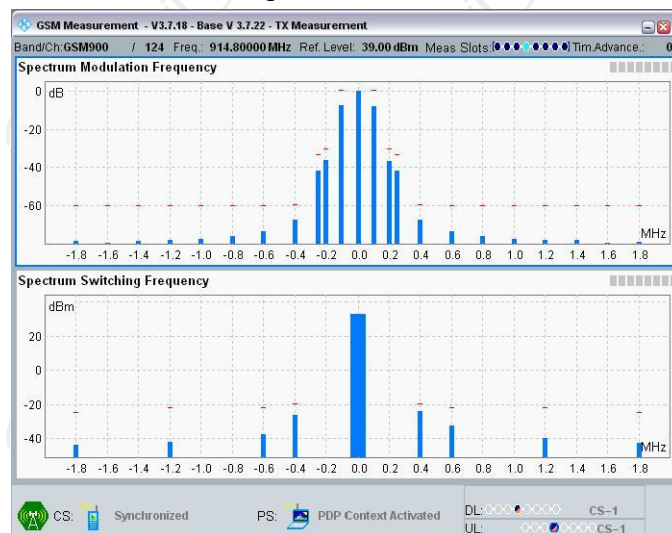 GSM Measurement - V3.7.18 - Base V 3.7.22 - TX Measurement
Band/Ch:GSM900 / 124 Freq.: 914.80000 MHz Ref. Level: 39.00 dBm Meas Slots: Tim.Advance.: 0
Spectrum Modulation Frequency
dB
0
-20
-40
-60
MHz
-1.8 -1.6 -1.4 -1.2 -1.0 -0.8 -0.6 -0.4 -0.2 0.0 0.2 0.4 0.6 0.8 1.0 1.2 1.4 1.6 1.8
Spectrum Switching Frequency
dBm
20
0
-20
-40
MHz
-1.8 -1.6 -1.4 -1.2 -1.0 -0.8 -0.6 -0.4 -0.2 0.0 0.2 0.4 0.6 0.8 1.0 1.2 1.4 1.6 1.8
CS: Synchronized PS: PDP Context Activated DL: CS-1
UL: CS-1